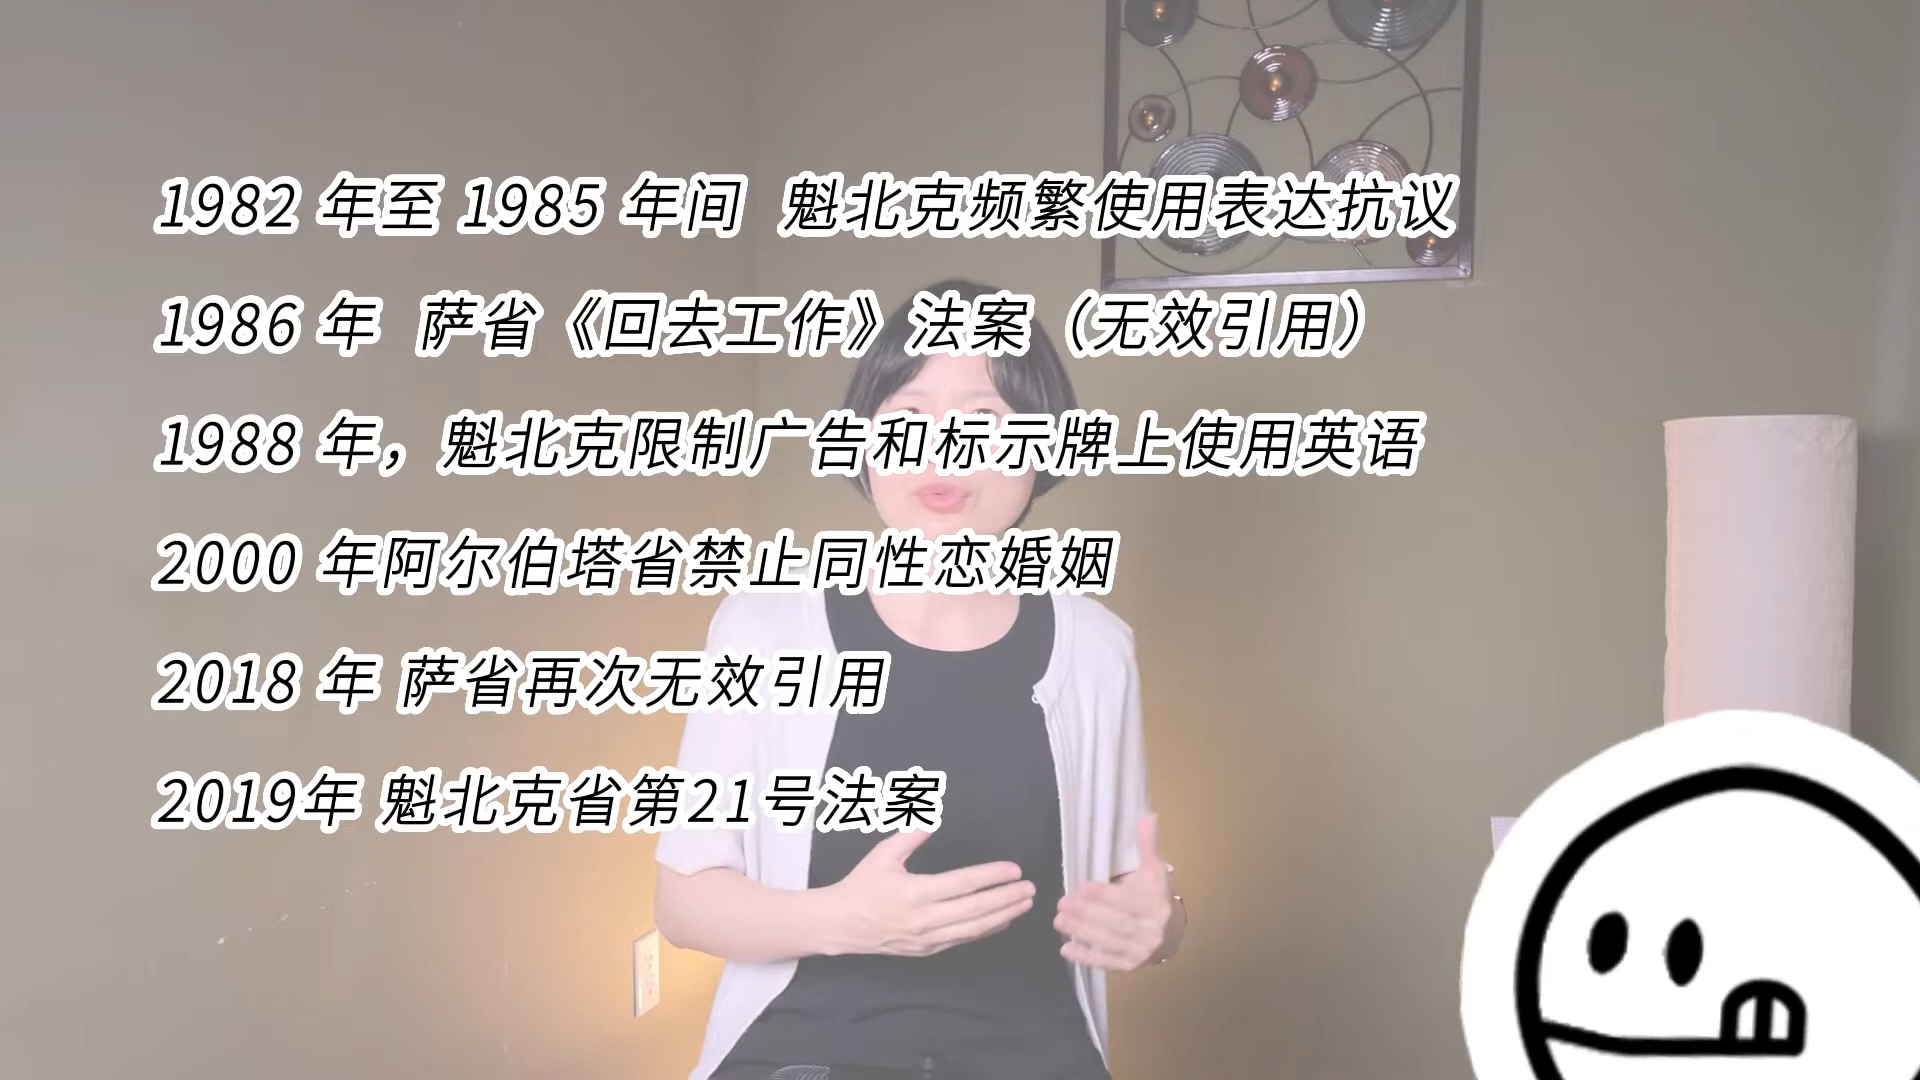 1982 年至 1985 年间 魁北克频繁使用表达抗议
1986 年 萨省《回去工作》法案（无效引用）
1988 年，魁北克限制广告和标示牌上使用英语
2000 年阿尔伯塔省禁止同性恋婚姻
2018 年 萨省再次无效引用
2019年 魁北克省第21号法案